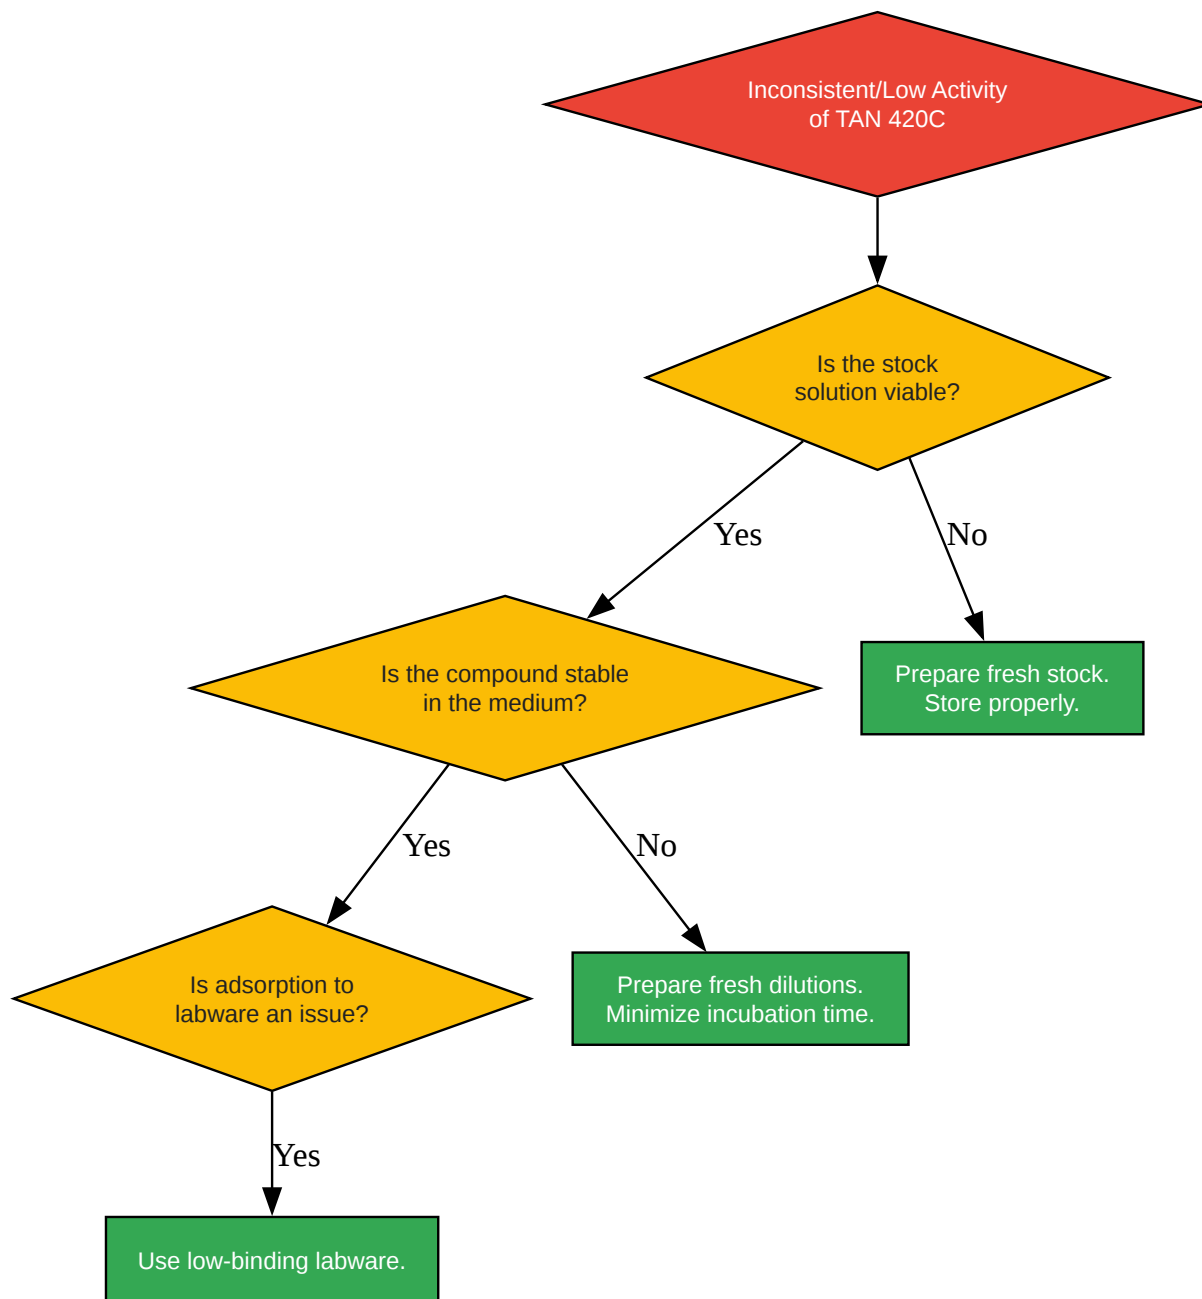 Inconsistent/Low Activity
of TAN 420C
Is the stock
solution viable?
Yes
No
Is the compound stable
in the medium?
Prepare fresh stock.
Store properly.
Yes
No
Is adsorption to
labware an issue?
Prepare fresh dilutions.
Minimize incubation time.
Yes
Use low-binding labware.